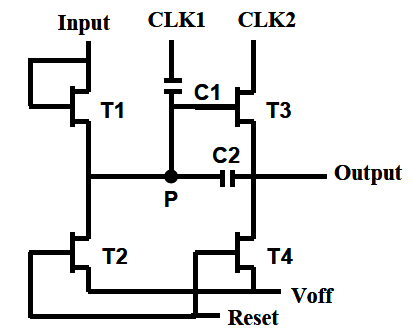 Input CLK1 CLK2
C1
T1 T3
C2
Output
P
T2 T4
Voff
Reset